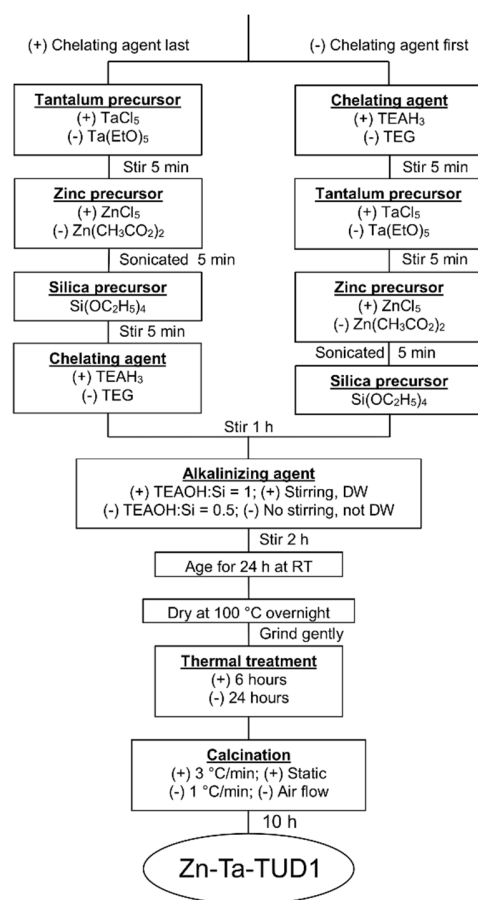 (+) Chelating agent last
(-) Chelating agent first
Tantalum precursor
(+) TaCl₅
(-) Ta(EtO)₅
Stir 5 min
Zinc precursor
(+) ZnCl₅
(-) Zn(CH₃CO₂)₂
Sonicated 5 min
Silica precursor
Si(OC₂H₅)₄
Stir 5 min
Chelating agent
(+) TEAH₃
(-) TEG
Chelating agent
(+) TEAH₃
(-) TEG
Stir 5 min
Tantalum precursor
(+) TaCl₅
(-) Ta(EtO)₅
Stir 5 min
Zinc precursor
(+) ZnCl₅
(-) Zn(CH₃CO₂)₂
Sonicated 5 min
Silica precursor
Si(OC₂H₅)₄
Stir 1 h
Alkalinizing agent
(+) TEAOH:Si = 1; (+) Stirring, DW
(-) TEAOH:Si = 0.5; (-) No stirring, not DW
Stir 2 h
Age for 24 h at RT
Dry at 100 °C overnight
Grind gently
Thermal treatment
(+) 6 hours
(-) 24 hours
Calcination
(+) 3 °C/min; (+) Static
(-) 1 °C/min; (-) Air flow
10 h
Zn-Ta-TUD1